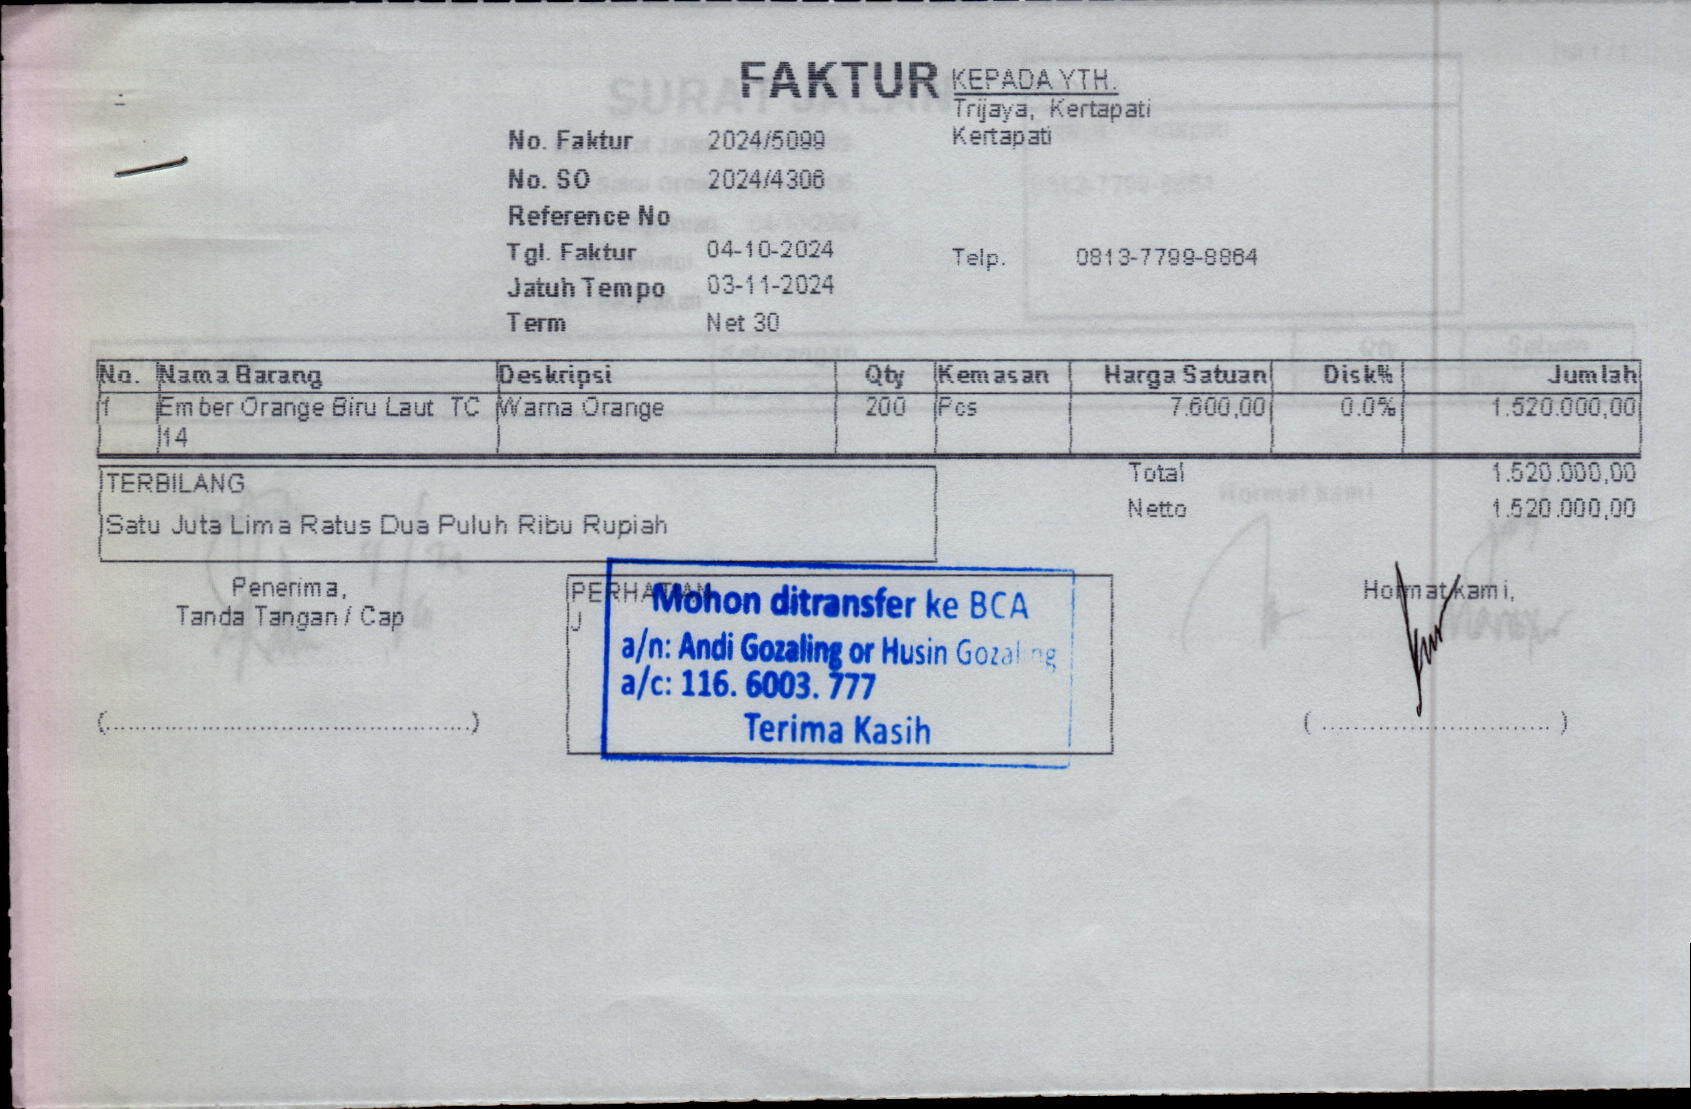 FAKTUR
KEPADA YTH.
Trijaya, Kertapati
Kertapati
No. Faktur 2024/5099
No. SO 2024/4306
Reference No
Tgl. Faktur 04-10-2024
Telp. 0813-7799-8864
Jatuh Tempo 03-11-2024
Term Net 30
No. Nama Barang Deskripsi Qty Kemasan Harga Satuan Disk% Jumlah
1 Ember Orange Biru Laut TC Warna Orange 200 Pcs 7.600,00 0.0% 1.520.000,00
14
Total 1.520.000,00
TERBILANG
Netto 1.520.000,00
Satu Juta Lima Ratus Dua Puluh Ribu Rupiah
Penerima,
Tanda Tangan / Cap
PERHATIAN
J
Mohon ditransfer ke BCA
a/n: Andi Gozaling or Husin Gozaling
a/c: 116. 6003. 777
Terima Kasih
Hormat kami,
(................................................)
( .............................. )